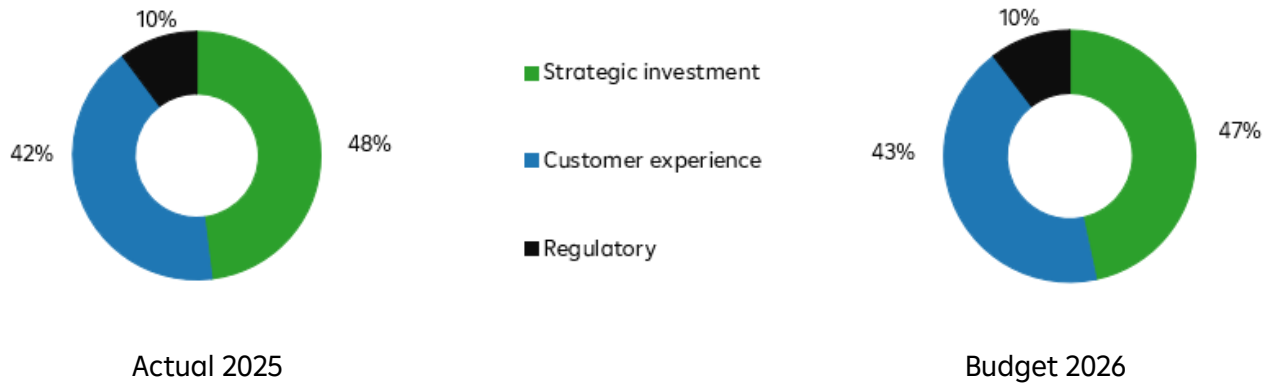 10%
42%
48%
Strategic investment
Customer experience
Regulatory
10%
43%
47%
Actual 2025
Budget 2026